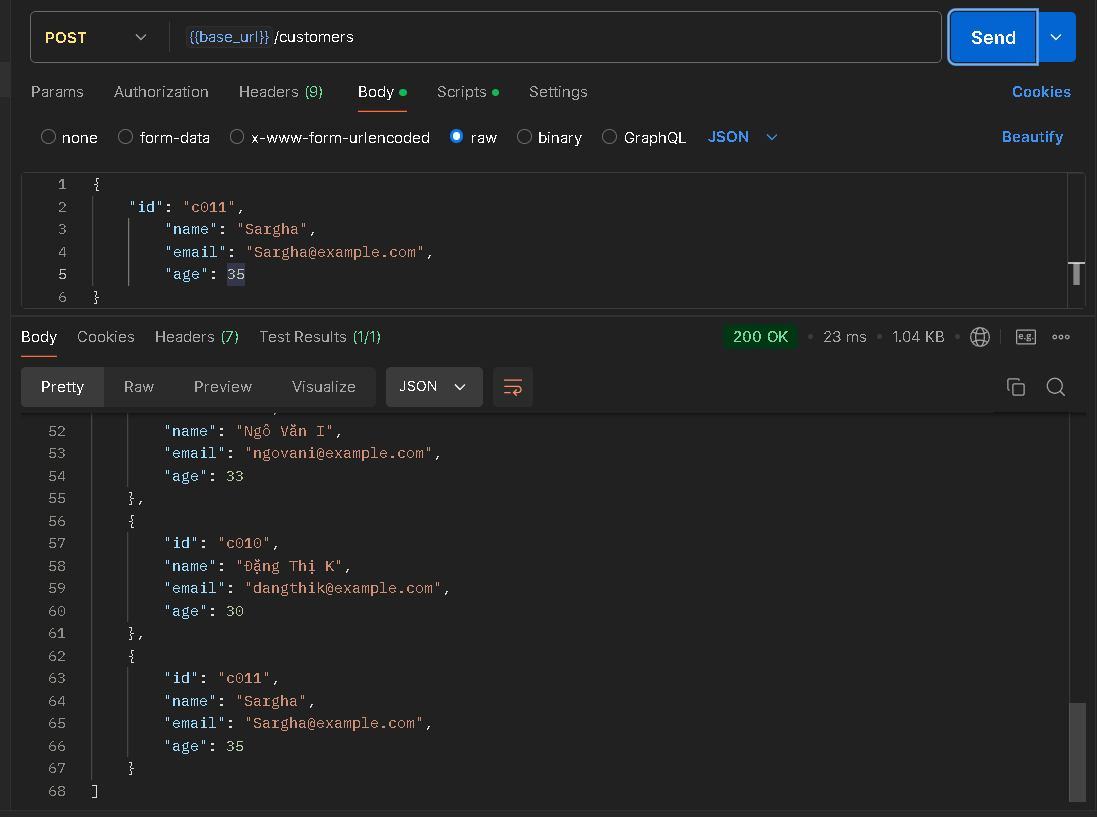 POST {{base_url}} /customers Send
Params Authorization Headers (9) Body Scripts Settings Cookies
none form-data x-www-form-urlencoded raw binary GraphQL JSON Beautify
1 {
2 "id": "c011",
3 "name": "Sargha",
4 "email": "Sargha@example.com",
5 "age": 35
6 }
Body Cookies Headers (7) Test Results (1/1) 200 OK 23 ms 1.04 KB e.g.
Pretty Raw Preview Visualize JSON
52 "name": "Ngô Văn I",
53 "email": "ngovani@example.com",
54 "age": 33
55 },
56 {
57 "id": "c010",
58 "name": "Đặng Thị K",
59 "email": "dangthik@example.com",
60 "age": 30
61 },
62 {
63 "id": "c011",
64 "name": "Sargha",
65 "email": "Sargha@example.com",
66 "age": 35
67 }
68 ]